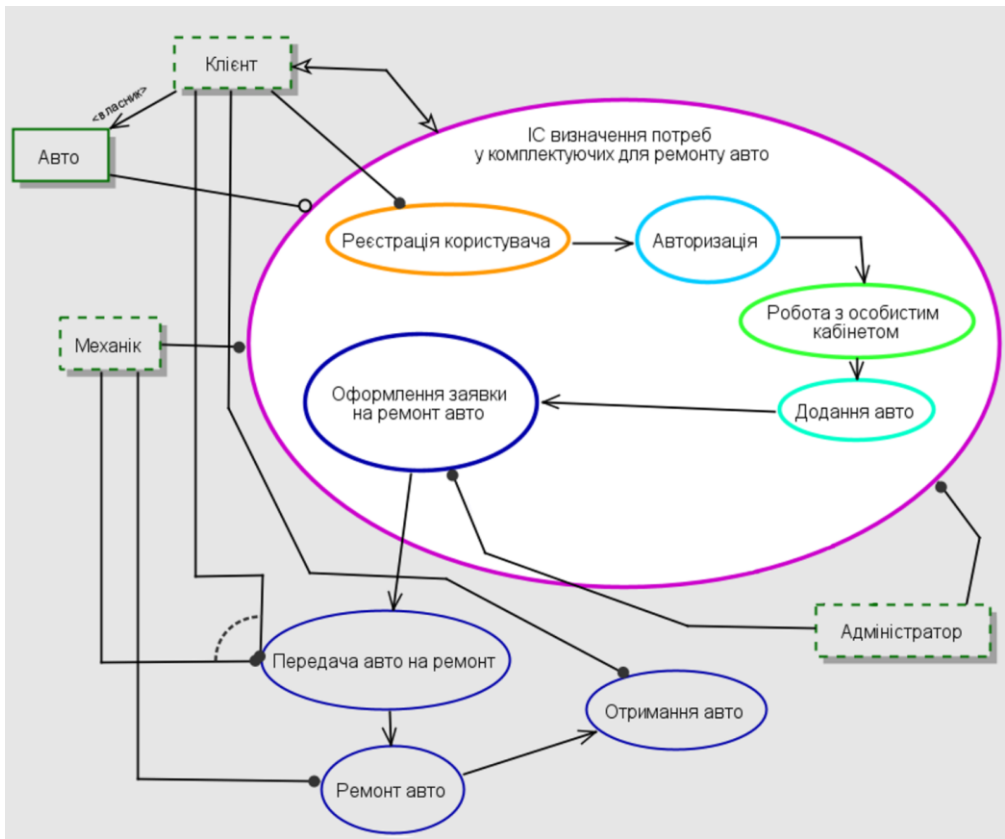 Клієнт
<власник>
Авто
ІС визначення потреб
у комплектуючих для ремонту авто
Реєстрація користувача
Авторизація
Робота з особистим
кабінетом
Механік
Оформлення заявки
на ремонт авто
Додання авто
Адміністратор
Передача авто на ремонт
Отримання авто
Ремонт авто